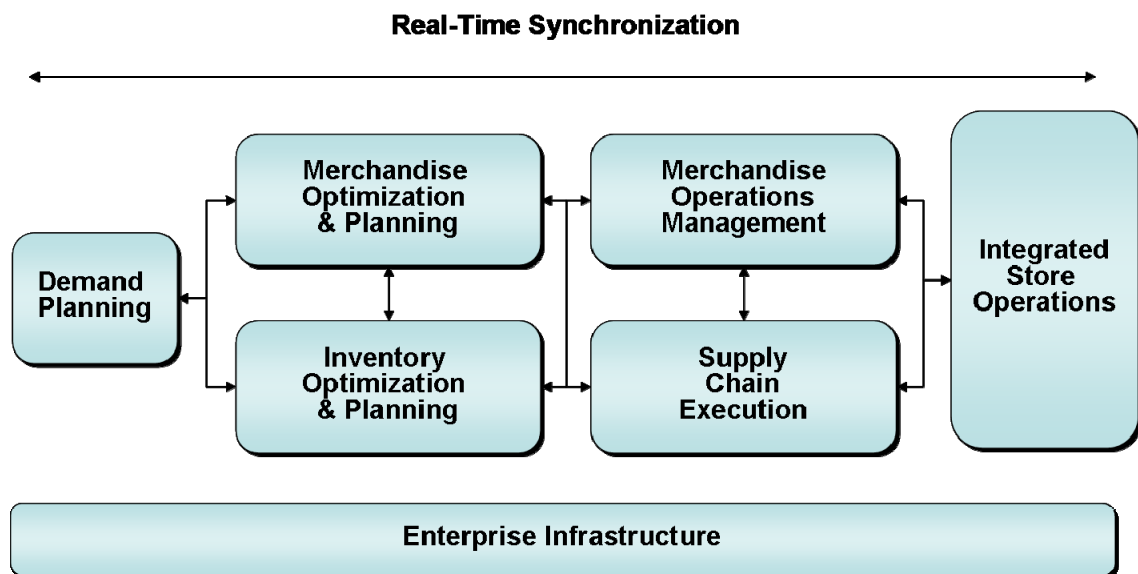 Real-Time Synchronization
Merchandise
Optimization
& Planning
Merchandise
Operations
Management
Demand
Planning
Integrated
Store
Operations
Inventory
Optimization
& Planning
Supply
Chain
Execution
Enterprise Infrastructure